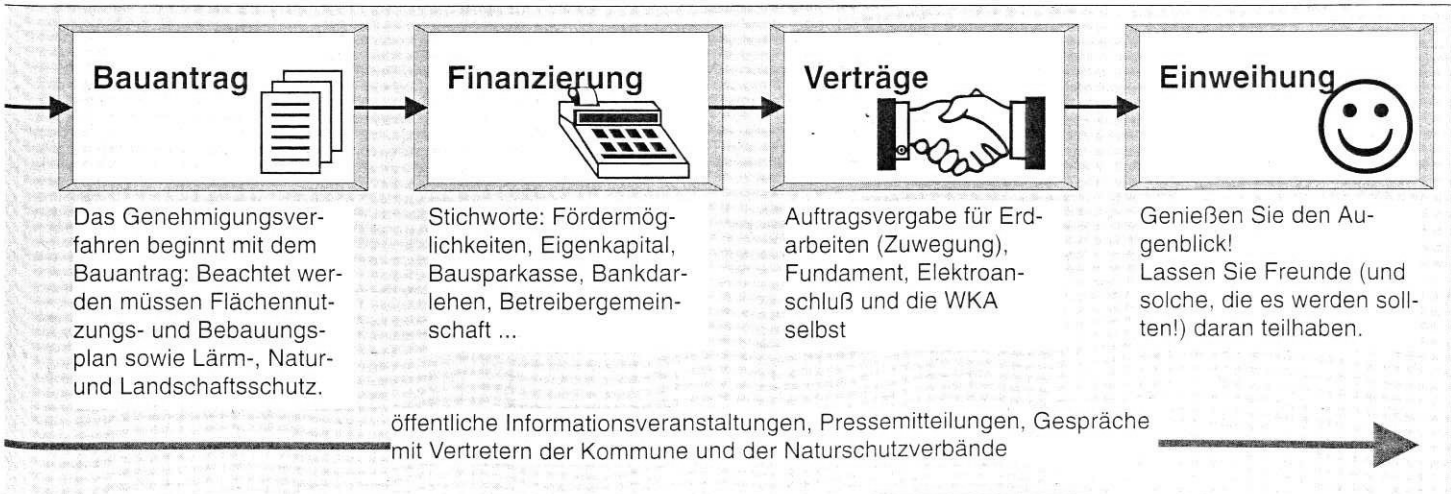 Bauantrag
Das Genehmigungsver-
fahren beginnt mit dem
Bauantrag: Beachtet wer-
den müssen Flächennut-
zungs- und Bebauungs-
plan sowie Lärm-, Natur-
und Landschaftsschutz.
Finanzierung
Stichworte: Fördermög-
lichkeiten, Eigenkapital,
Bausparkasse, Bankdar-
lehen, Betreibergemein-
schaft ...
Verträge
Auftragsvergabe für Erd-
arbeiten (Zuwegung),
Fundament, Elektroan-
schluß und die WKA
selbst
Einweihung
Genießen Sie den Au-
genblick!
Lassen Sie Freunde (und
solche, die es werden soll-
ten!) daran teilhaben.
öffentliche Informationsveranstaltungen, Pressemitteilungen, Gespräche
mit Vertretern der Kommune und der Naturschutzverbände